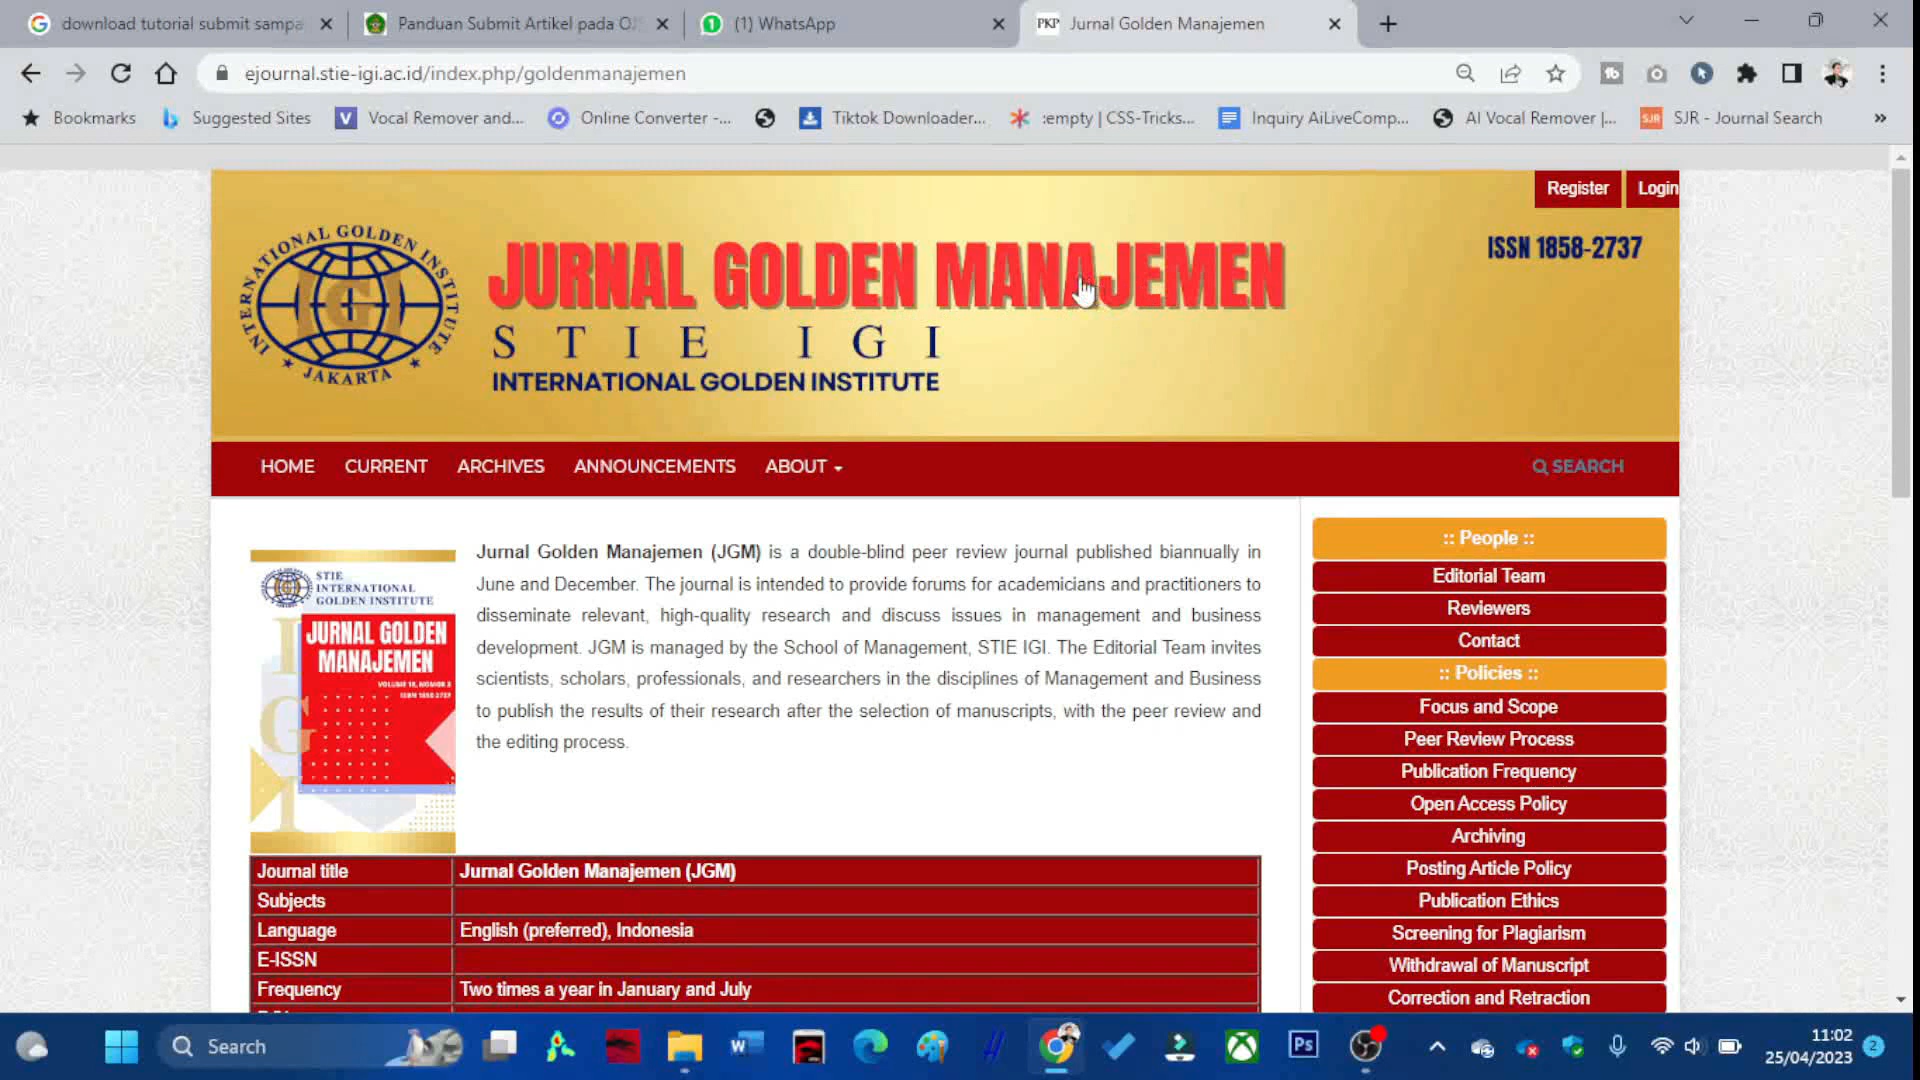 download tutorial submit sampa
Panduan Submit Artikel pada OJ
(1) WhatsApp
PKP Jurnal Golden Manajemen
ejournal.stie-igi.ac.id/index.php/goldenmanajemen
Bookmarks
Suggested Sites
V Vocal Remover and...
Online Converter -...
Tiktok Downloader...
:empty | CSS-Tricks...
Inquiry AiLiveComp...
AI Vocal Remover |...
SJR SJR - Journal Search
»
Register
Login
INTERNATIONAL GOLDEN INSTITUTE
IGI
JAKARTA
JURNAL GOLDEN MANAJEMEN
STIE IGI
INTERNATIONAL GOLDEN INSTITUTE
ISSN 1858-2737
HOME
CURRENT
ARCHIVES
ANNOUNCEMENTS
ABOUT
SEARCH
STIE
INTERNATIONAL
GOLDEN INSTITUTE
IGI
JURNAL GOLDEN
MANAJEMEN
ISSN 1858-2737
Jurnal Golden Manajemen (JGM) is a double-blind peer review journal published biannually in
June and December. The journal is intended to provide forums for academicians and practitioners to
disseminate relevant, high-quality research and discuss issues in management and business
development. JGM is managed by the School of Management, STIE IGI. The Editorial Team invites
scientists, scholars, professionals, and researchers in the disciplines of Management and Business
to publish the results of their research after the selection of manuscripts, with the peer review and
the editing process.
Journal title Jurnal Golden Manajemen (JGM)
Subjects
Language English (preferred), Indonesia
E-ISSN
Frequency Two times a year in January and July
:: People ::
Editorial Team
Reviewers
Contact
:: Policies ::
Focus and Scope
Peer Review Process
Publication Frequency
Open Access Policy
Archiving
Posting Article Policy
Publication Ethics
Screening for Plagiarism
Withdrawal of Manuscript
Correction and Retraction
Search
W
Ps
11:02
25/04/2023
2